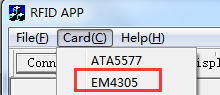 RFID APP
File(F) Card(C) Help(H)
ATA5577
EM4305